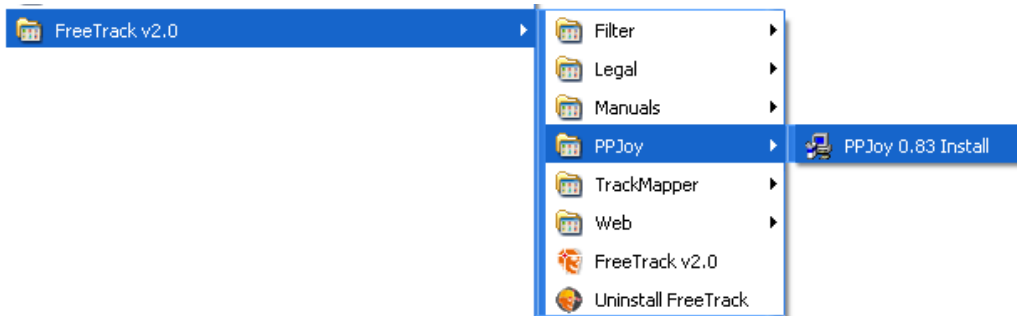 FreeTrack v2.0
Filter
Legal
Manuals
PPJoy
PPJoy 0.83 Install
TrackMapper
Web
FreeTrack v2.0
Uninstall FreeTrack